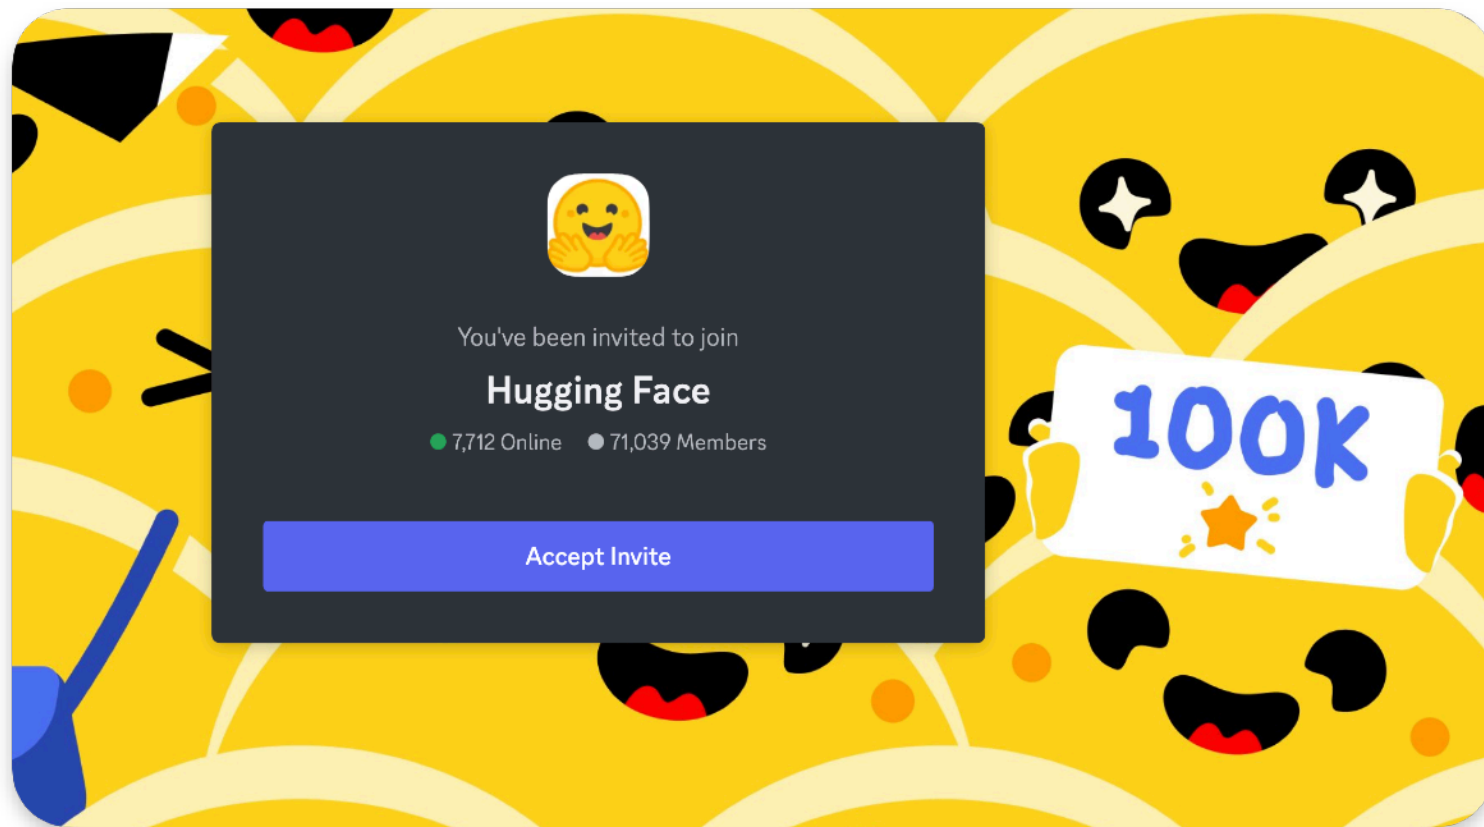 You've been invited to join
Hugging Face
7,712 Online 71,039 Members
Accept Invite
100K